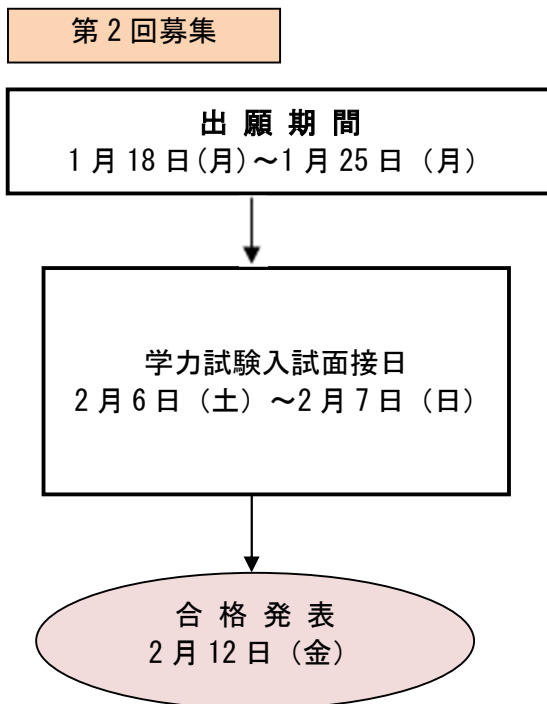 第２回募集
出 願 期 間
1 月 18 日(月)～1 月 25 日（月）
学力試験入試面接日
2 月 6 日（土）～2 月 7 日（日）
合 格 発 表
2 月 12 日（金）